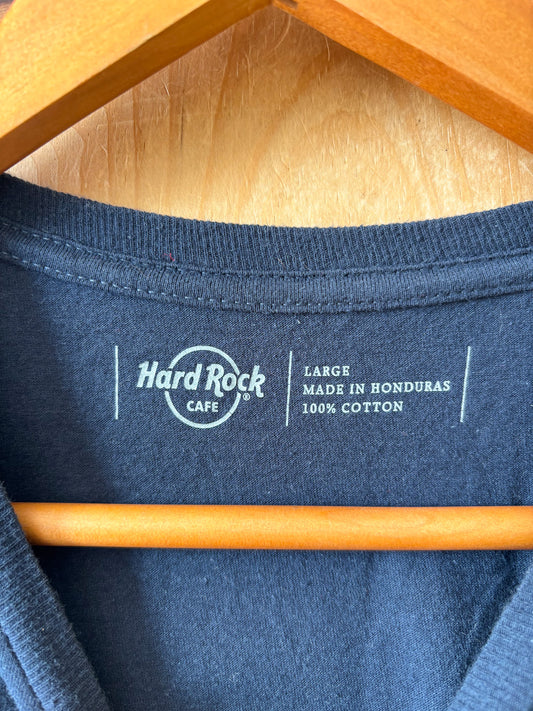 Hard Rock
CAFE ®
LARGE
MADE IN HONDURAS
100% COTTON